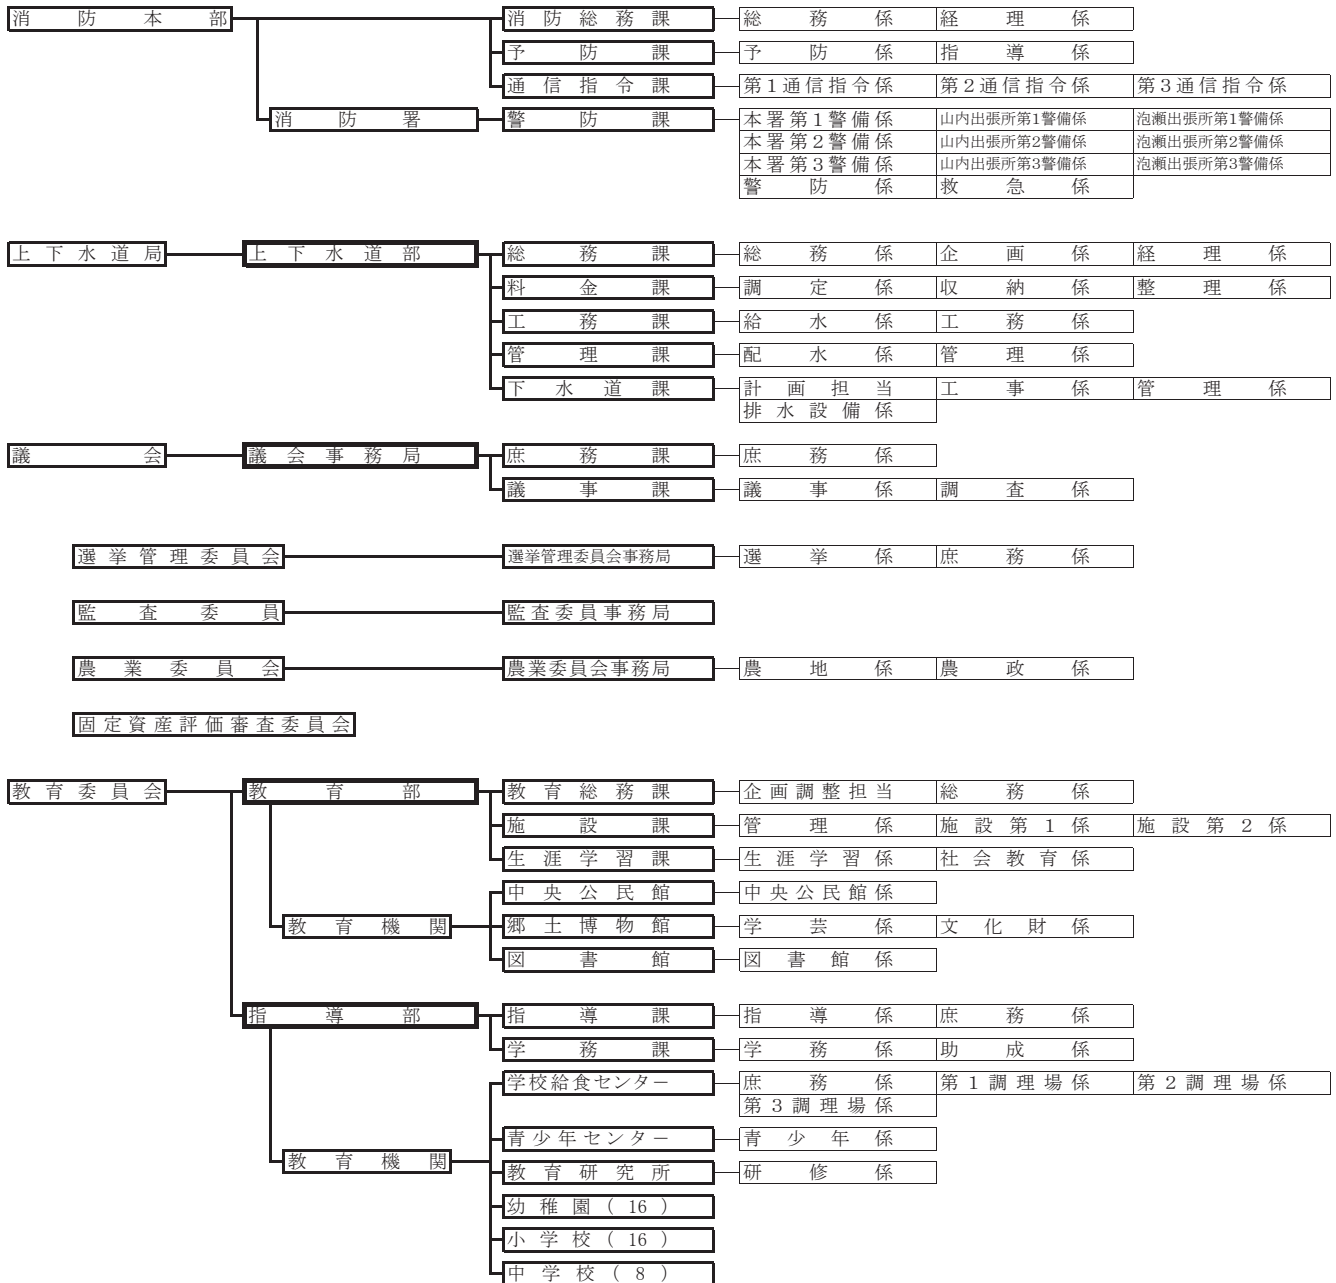 消防本部 消防総務課 総務係 経理係
予防課 予防係 指導係
通信指令課 第1通信指令係 第2通信指令係 第3通信指令係
消防署 警防課 本署第1警備係 山内出張所第1警備係 泡瀬出張所第1警備係
本署第2警備係 山内出張所第2警備係 泡瀬出張所第2警備係
本署第3警備係 山内出張所第3警備係 泡瀬出張所第3警備係
警防係 救急係
上下水道局 上下水道部 総務課 総務係 企画係 経理係
料金課 調定係 収納係 整理係
工務課 給水係 工務係
管理課 配水係 管理係
下水道課 計画担当 工事係 管理係
排水設備係
議会 議会事務局 庶務課 庶務係
議事課 議事係 調査係
選挙管理委員会 選挙管理委員会事務局 選挙係 庶務係
監査委員 監査委員事務局
農業委員会 農業委員会事務局 農地係 農政係
固定資産評価審査委員会
教育委員会 教育部 教育総務課 企画調整担当 総務係
施設課 管理係 施設第1係 施設第2係
生涯学習課 生涯学習係 社会教育係
中央公民館 中央公民館係
教育機関 郷土博物館 学芸係 文化財係
図書館 図書館係
指導部 指導課 指導係 庶務係
学務課 学務係 助成係
学校給食センター 庶務係 第1調理場係 第2調理場係
第3調理場係
青少年センター 青少年係
教育機関 教育研究所 研修係
幼稚園(16)
小学校(16)
中学校(8)